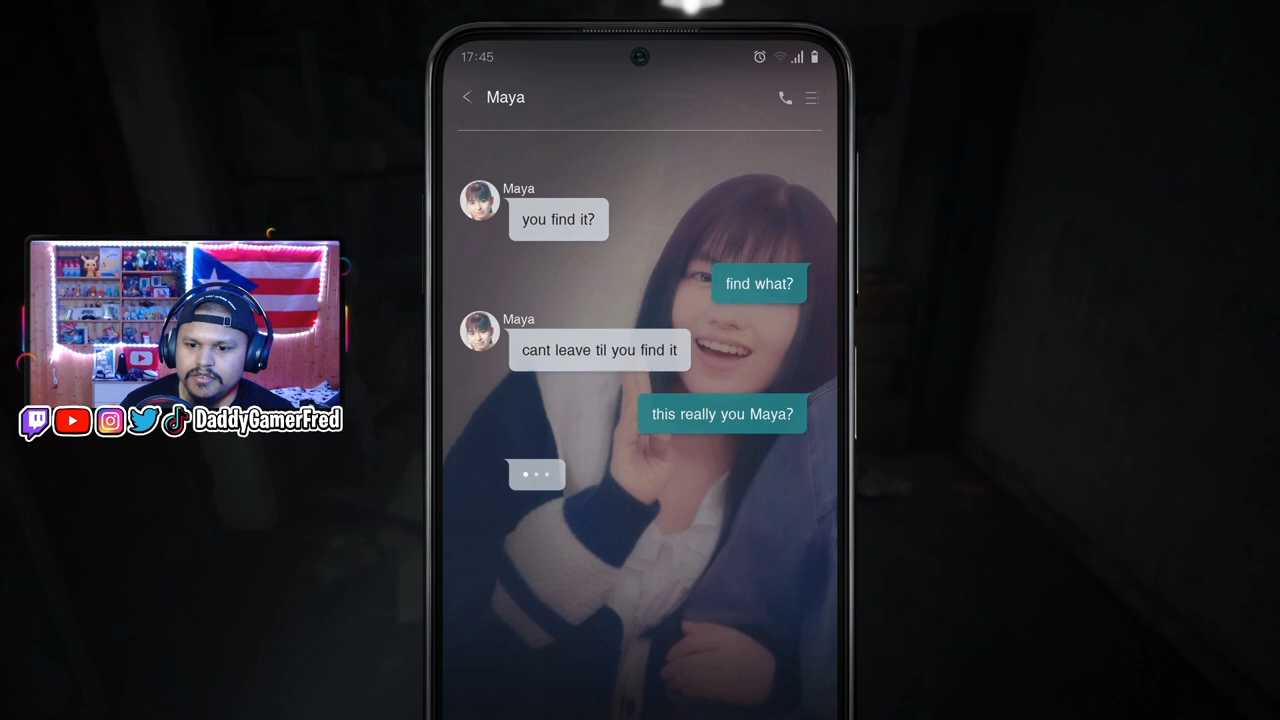 17:45
Maya
Maya
you find it?
find what?
Maya
cant leave til you find it
this really you Maya?
DaddyGamerFred